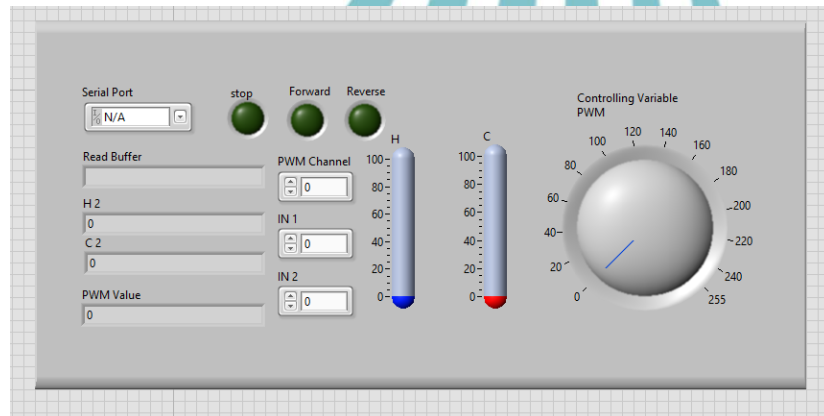 Serial Port
N/A
stop
Forward
Reverse
Read Buffer
H 2
0
C 2
0
PWM Value
0
PWM Channel
0
IN 1
0
IN 2
0
H
100
80
60
40
20
0
C
100
80
60
40
20
0
Controlling Variable
PWM
0
20
40
60
80
100
120
140
160
180
200
220
240
255